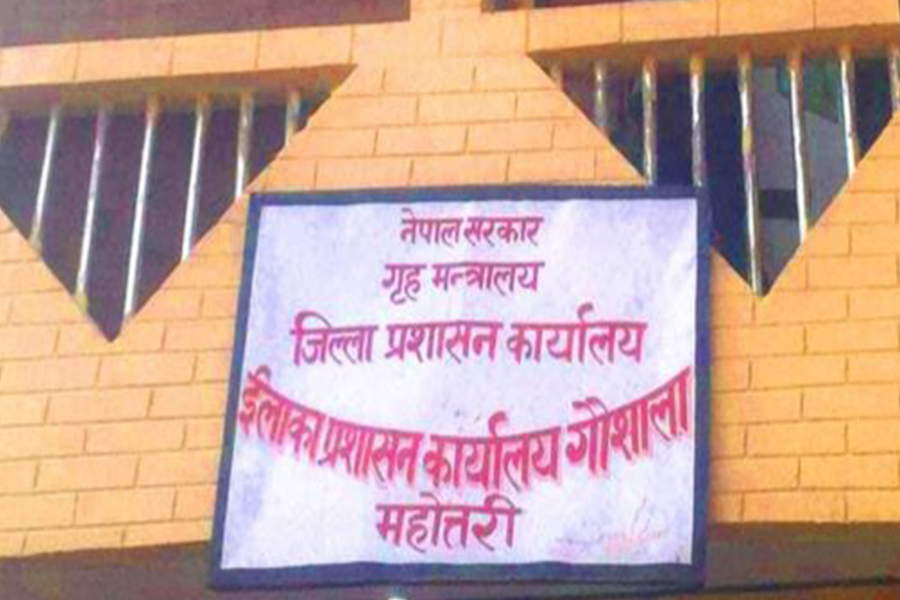 नेपाल सरकार
गृह मन्त्रालय
जिल्ला प्रशासन कार्यालय
ईलाका प्रशासन कार्यालय गौशाला
महोत्तरी